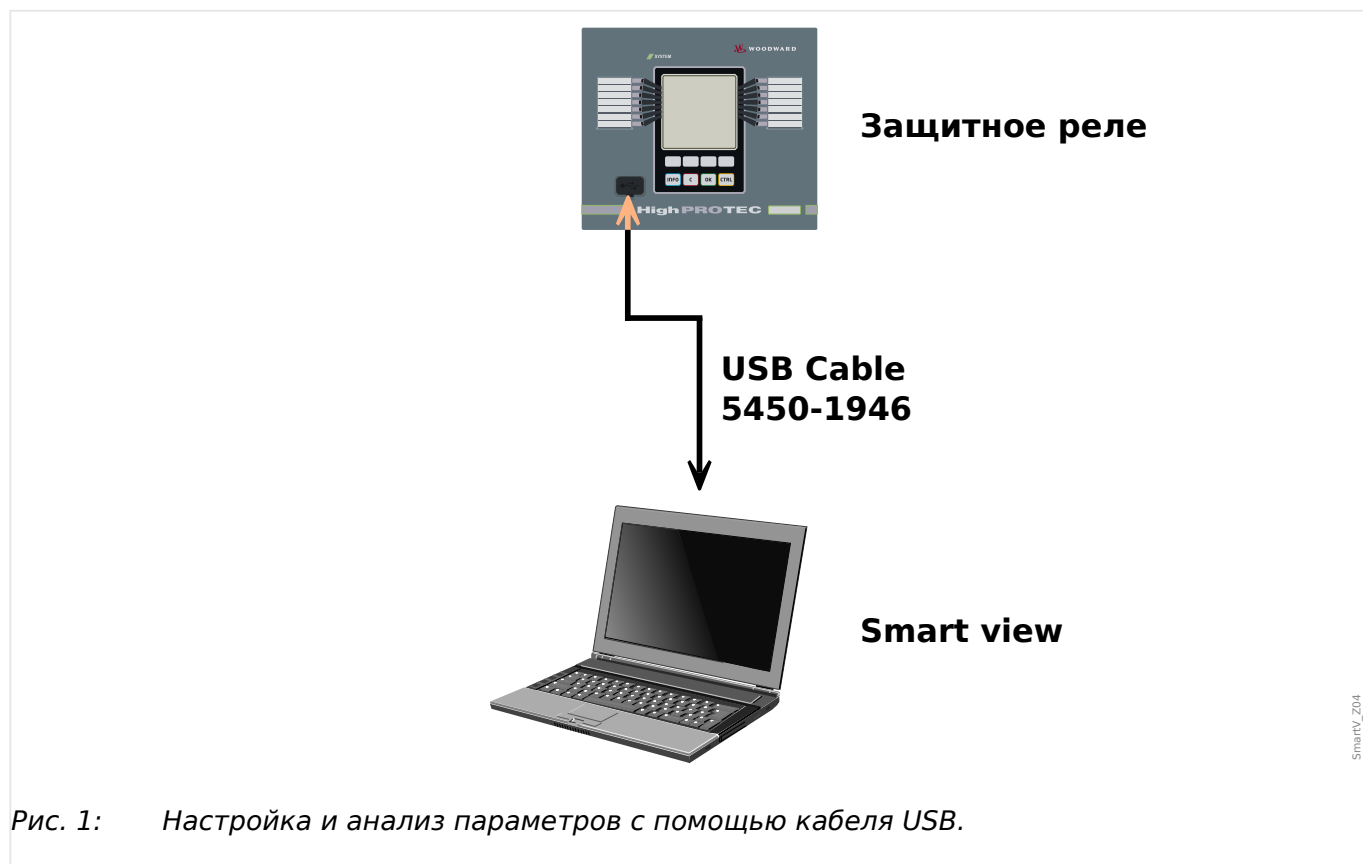 WOODWARD
SYSTEM
Защитное реле
INFO C OK CTRL
HighPROTEC
USB Cable
5450-1946
Smart view
SmartV_Z04
Рис. 1: Настройка и анализ параметров с помощью кабеля USB.